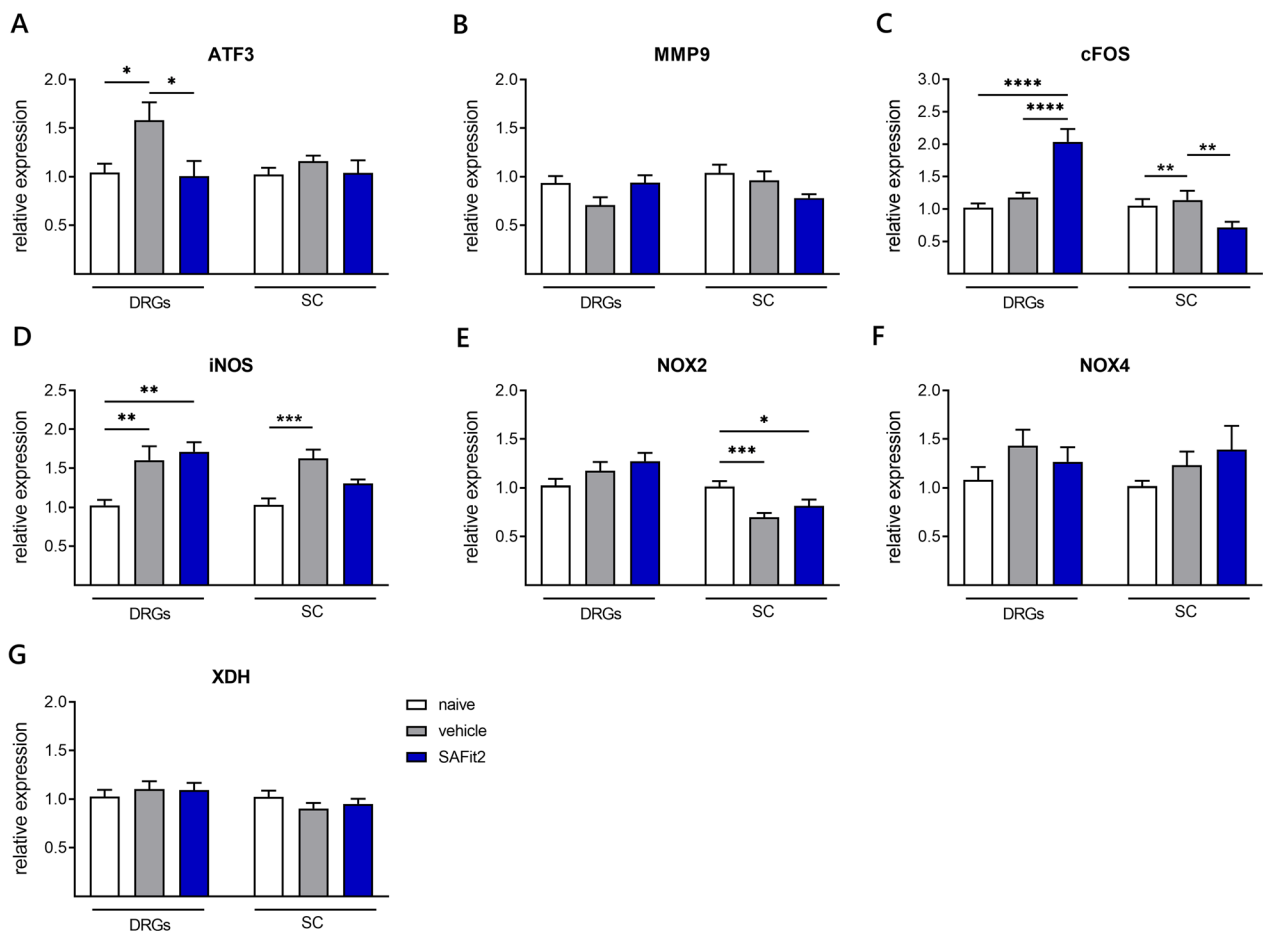 A
ATF3
relative expression
2.0
1.5
1.0
0.5
*
*
DRGs
SC
B
MMP9
relative expression
2.0
1.5
1.0
0.5
DRGs
SC
C
cFOS
relative expression
3.0
2.5
2.0
1.5
1.0
0.5
****
****
**
**
DRGs
SC
D
iNOS
relative expression
2.5
2.0
1.5
1.0
0.5
**
**
***
DRGs
SC
E
NOX2
relative expression
2.0
1.5
1.0
0.5
*
***
DRGs
SC
F
NOX4
relative expression
2.0
1.5
1.0
0.5
DRGs
SC
G
XDH
relative expression
2.0
1.5
1.0
0.5
DRGs
SC
naive
vehicle
SAFit2